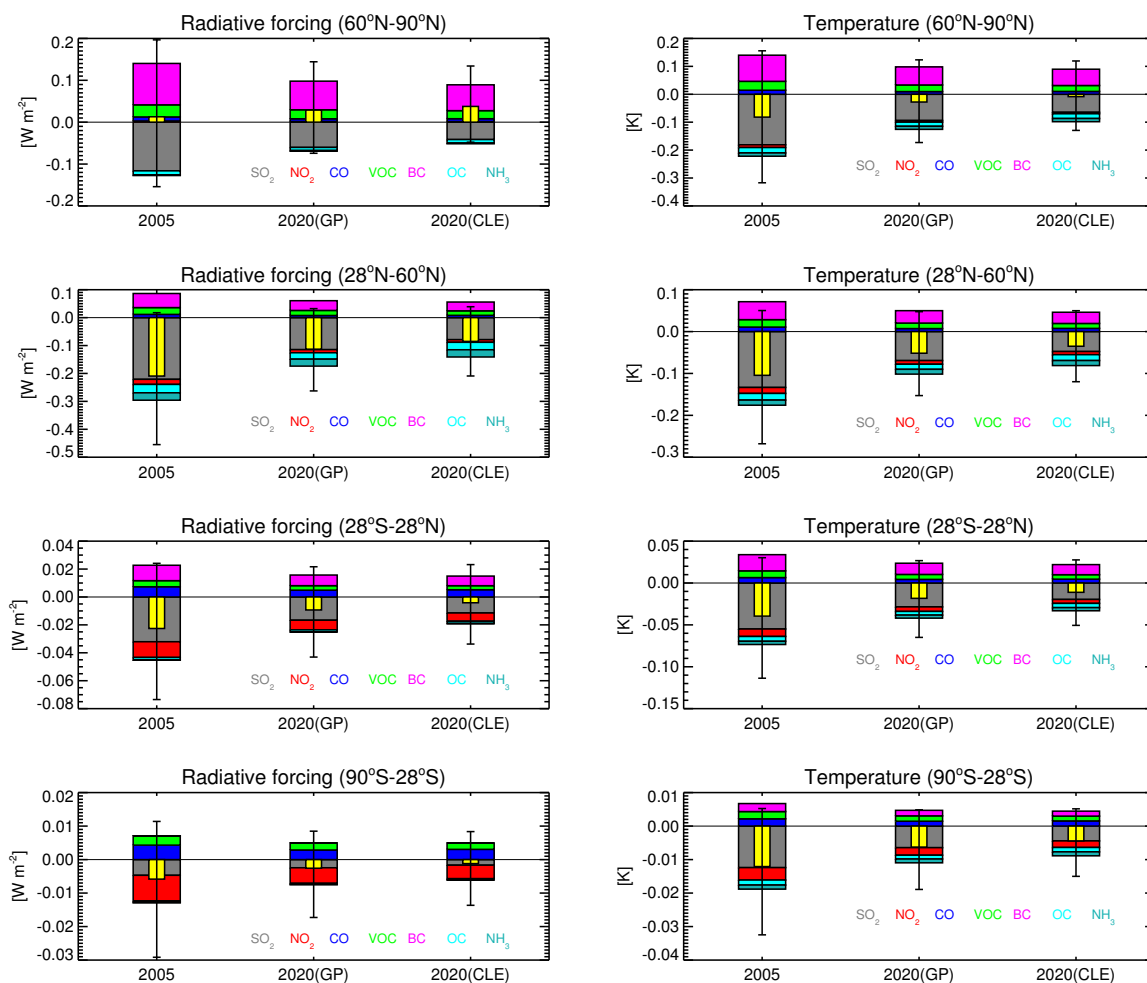 Radiative forcing (60°N-90°N)
[W m⁻²]
0.2
0.1
0.0
-0.1
-0.2
SO₂ NO₂ CO VOC BC OC NH₃
2005 2020(GP) 2020(CLE)
Temperature (60°N-90°N)
[K]
0.2
0.1
0.0
-0.1
-0.2
-0.3
-0.4
SO₂ NO₂ CO VOC BC OC NH₃
2005 2020(GP) 2020(CLE)
Radiative forcing (28°N-60°N)
[W m⁻²]
0.1
0.0
-0.1
-0.2
-0.3
-0.4
-0.5
SO₂ NO₂ CO VOC BC OC NH₃
2005 2020(GP) 2020(CLE)
Temperature (28°N-60°N)
[K]
0.1
0.0
-0.1
-0.2
-0.3
SO₂ NO₂ CO VOC BC OC NH₃
2005 2020(GP) 2020(CLE)
Radiative forcing (28°S-28°N)
[W m⁻²]
0.04
0.02
0.00
-0.02
-0.04
-0.06
-0.08
SO₂ NO₂ CO VOC BC OC NH₃
2005 2020(GP) 2020(CLE)
Temperature (28°S-28°N)
[K]
0.05
0.00
-0.05
-0.10
-0.15
SO₂ NO₂ CO VOC BC OC NH₃
2005 2020(GP) 2020(CLE)
Radiative forcing (90°S-28°S)
[W m⁻²]
0.02
0.01
0.00
-0.01
-0.02
-0.03
SO₂ NO₂ CO VOC BC OC NH₃
2005 2020(GP) 2020(CLE)
Temperature (90°S-28°S)
[K]
0.01
0.00
-0.01
-0.02
-0.03
-0.04
SO₂ NO₂ CO VOC BC OC NH₃
2005 2020(GP) 2020(CLE)